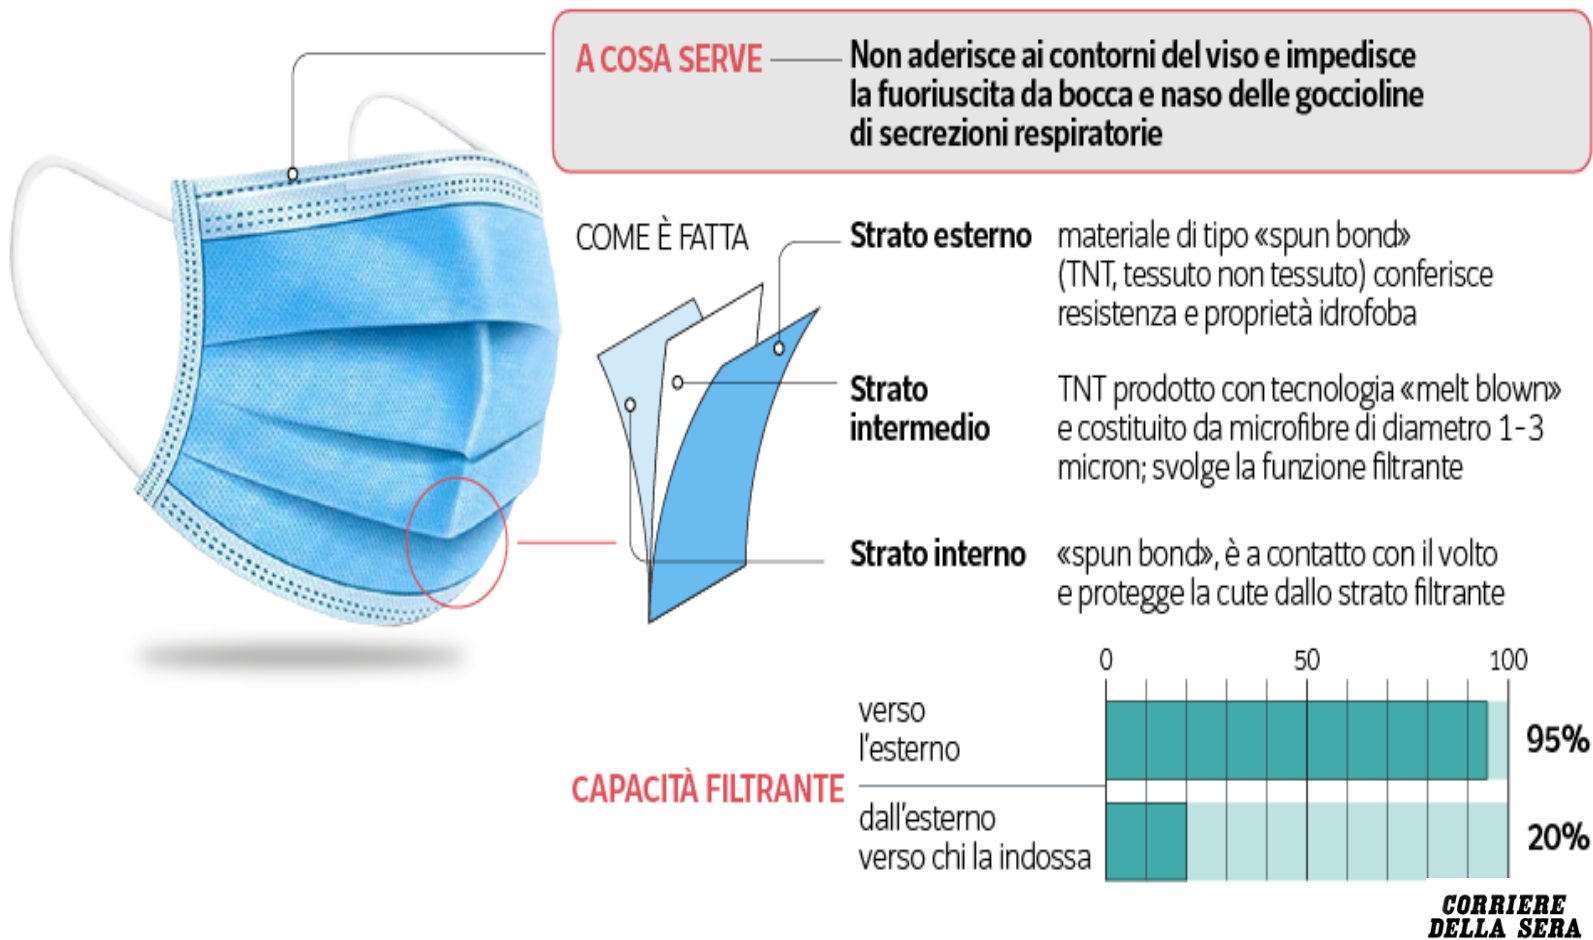 A COSA SERVE
Non aderisce ai contorni del viso e impedisce
la fuoriuscita da bocca e naso delle goccioline
di secrezioni respiratorie
COME È FATTA
Strato esterno
materiale di tipo «spun bond»
(TNT, tessuto non tessuto) conferisce
resistenza e proprietà idrofoba
Strato
intermedio
TNT prodotto con tecnologia «melt blown»
e costituito da microfibre di diametro 1-3
micron; svolge la funzione filtrante
Strato interno
«spun bond», è a contatto con il volto
e protegge la cute dallo strato filtrante
CAPACITÀ FILTRANTE
0 50 100
verso
l'esterno
95%
dall'esterno
verso chi la indossa
20%
CORRIERE
DELLA SERA